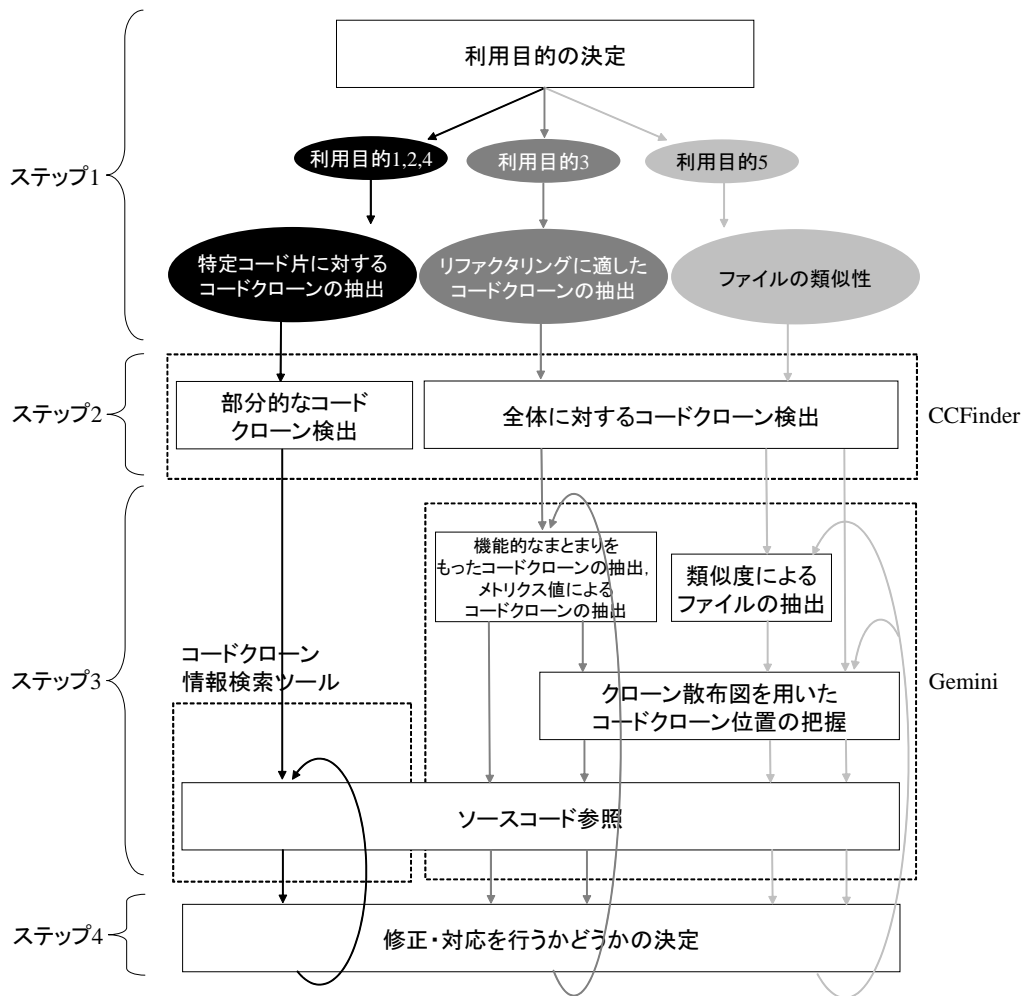 利用目的の決定
ステップ1
利用目的1,2,4
利用目的3
利用目的5
特定コード片に対する
コードクローンの抽出
リファクタリングに適した
コードクローンの抽出
ファイルの類似性
ステップ2
部分的なコード
クローン検出
全体に対するコードクローン検出
CCFinder
ステップ3
機能的なまとまりを
もったコードクローンの抽出,
メトリクス値による
コードクローンの抽出
類似度による
ファイルの抽出
コードクローン
情報検索ツール
クローン散布図を用いた
コードクローン位置の把握
Gemini
ソースコード参照
ステップ4
修正・対応を行うかどうかの決定